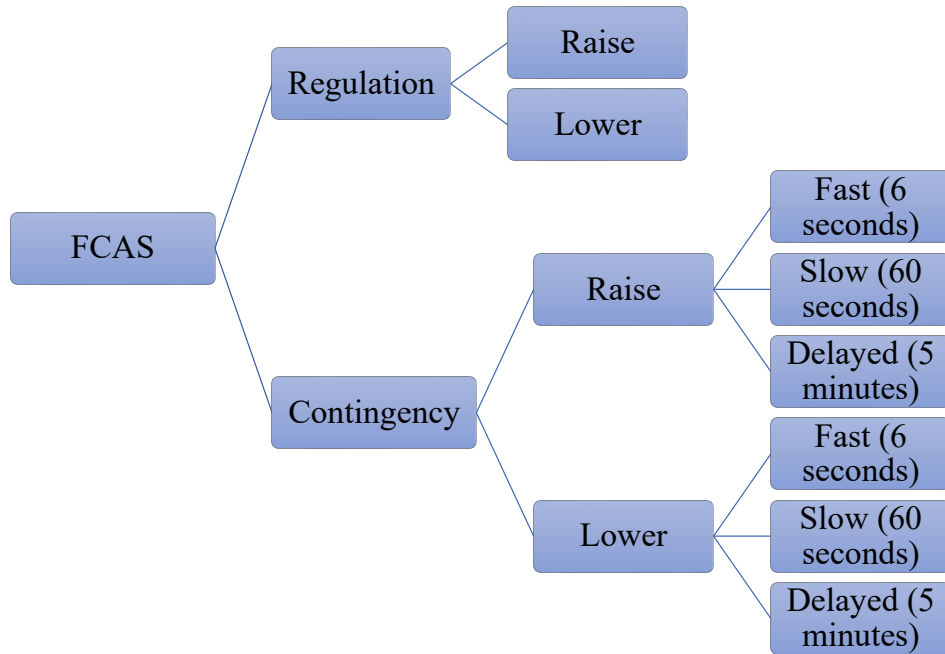 FCAS
Regulation
Raise
Lower
Contingency
Raise
Fast (6
seconds)
Slow (60
seconds)
Delayed (5
minutes)
Lower
Fast (6
seconds)
Slow (60
seconds)
Delayed (5
minutes)